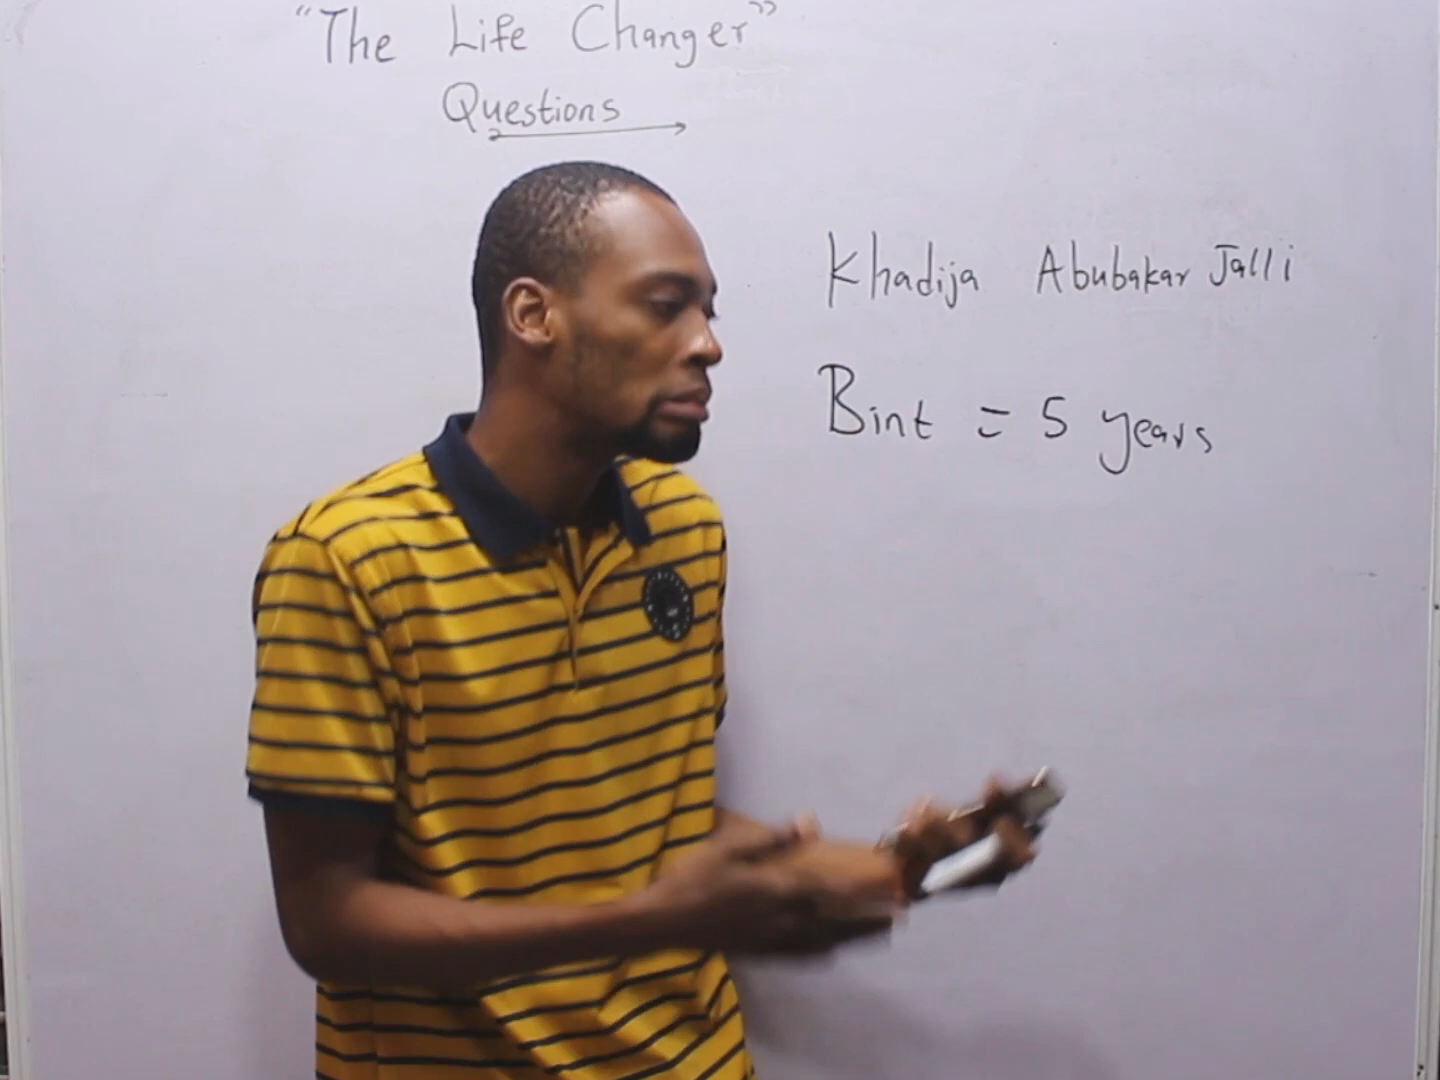 "The Life Changer"
Questions
Khadija Abubakar Jalli
Bint = 5 years